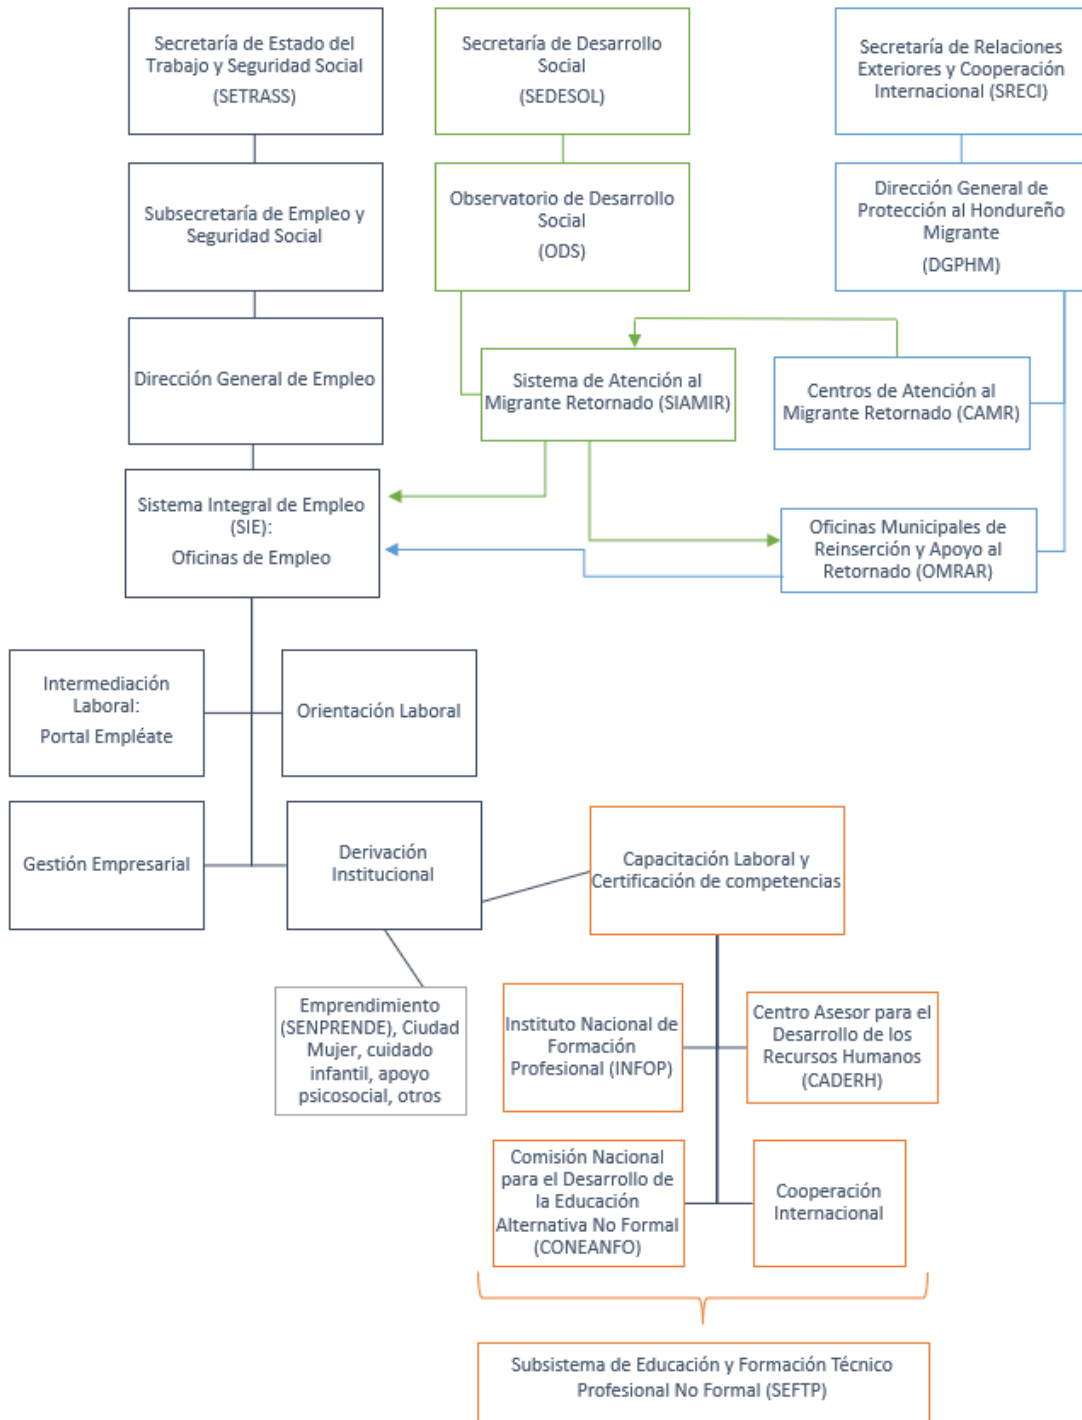 Secretaría de Estado del
Trabajo y Seguridad Social
(SETRASS)
Secretaría de Desarrollo
Social
(SEDESOL)
Secretaría de Relaciones
Exteriores y Cooperación
Internacional (SRECI)
Subsecretaría de Empleo y
Seguridad Social
Observatorio de Desarrollo
Social
(ODS)
Dirección General de
Protección al Hondureño
Migrante
(DGPHM)
Dirección General de Empleo
Sistema de Atención al
Migrante Retornado (SIAMIR)
Centros de Atención al
Migrante Retornado (CAMR)
Sistema Integral de Empleo
(SIE):
Oficinas de Empleo
Oficinas Municipales de
Reinserción y Apoyo al
Retornado (OMRAR)
Intermediación
Laboral:
Portal Empléate
Orientación Laboral
Gestión Empresarial
Derivación
Institucional
Capacitación Laboral y
Certificación de competencias
Emprendimiento
(SENPRENDE), Ciudad
Mujer, cuidado
infantil, apoyo
psicosocial, otros
Instituto Nacional de
Formación
Profesional (INFOP)
Centro Asesor para el
Desarrollo de los
Recursos Humanos
(CADERH)
Comisión Nacional
para el Desarrollo de
la Educación
Alternativa No Formal
(CONEANFO)
Cooperación
Internacional
Subsistema de Educación y Formación Técnico
Profesional No Formal (SEFTP)